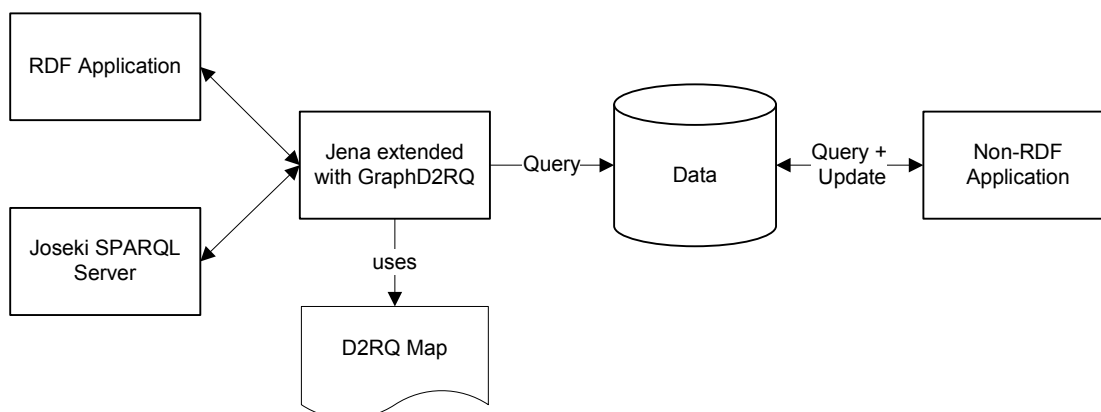 RDF Application
Joseki SPARQL
Server
Jena extended
with GraphD2RQ
uses
D2RQ Map
Query
Data
Query +
Update
Non-RDF
Application